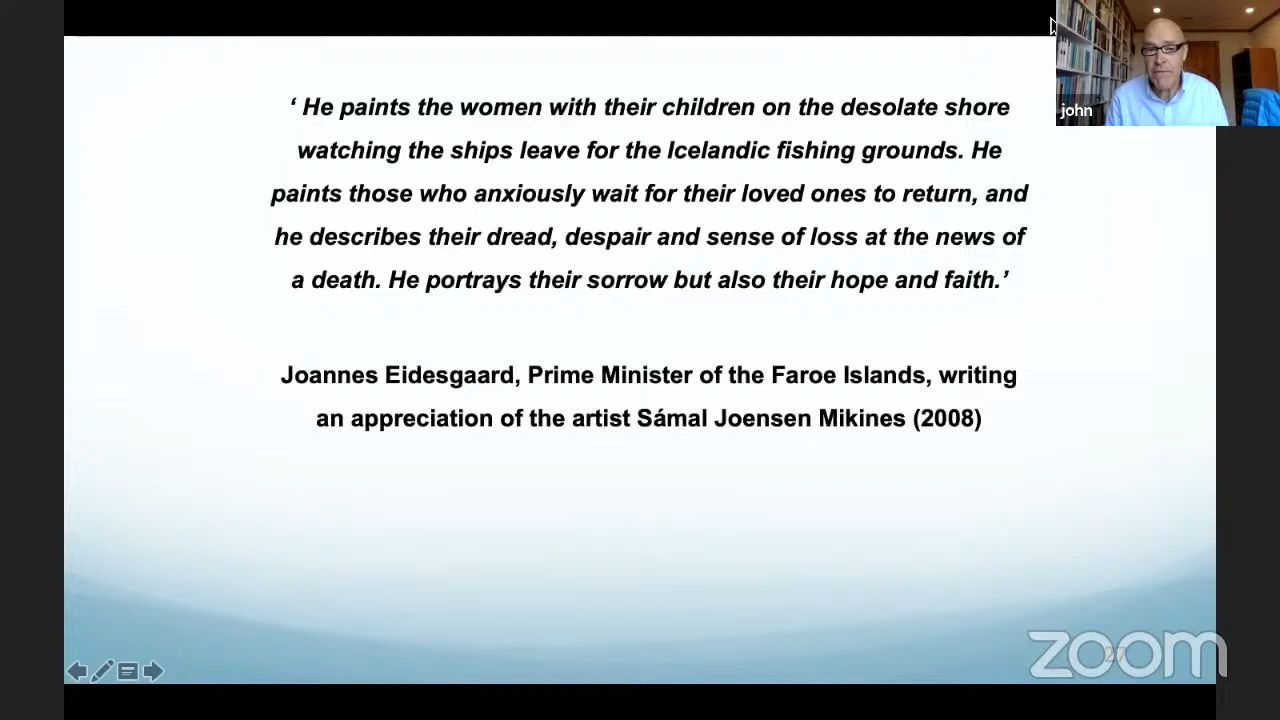 ‘ He paints the women with their children on the desolate shore
watching the ships leave for the Icelandic fishing grounds. He
paints those who anxiously wait for their loved ones to return, and
he describes their dread, despair and sense of loss at the news of
a death. He portrays their sorrow but also their hope and faith.’
Joannes Eidesgaard, Prime Minister of the Faroe Islands, writing
an appreciation of the artist Sámal Joensen Mikines (2008)
john
27
zoom